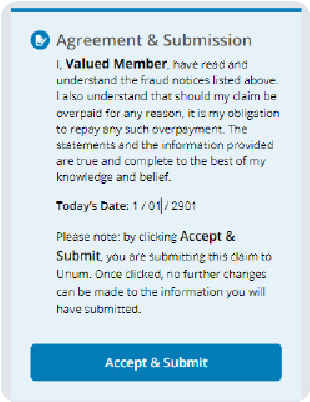 Agreement & Submission
I, Valued Member, have read and
understand the fraud notices listed above.
I also understand that should my claim be
overpaid for any reason, it is my obligation
to repay any such overpayment. The
statements and the information provided
are true and complete to the best of my
knowledge and belief.
Today's Date: 1 / 01 / 2901
Please note: by clicking Accept &
Submit, you are submitting this claim to
Unum. Once clicked, no further changes
can be made to the information you will
have submitted.
Accept & Submit